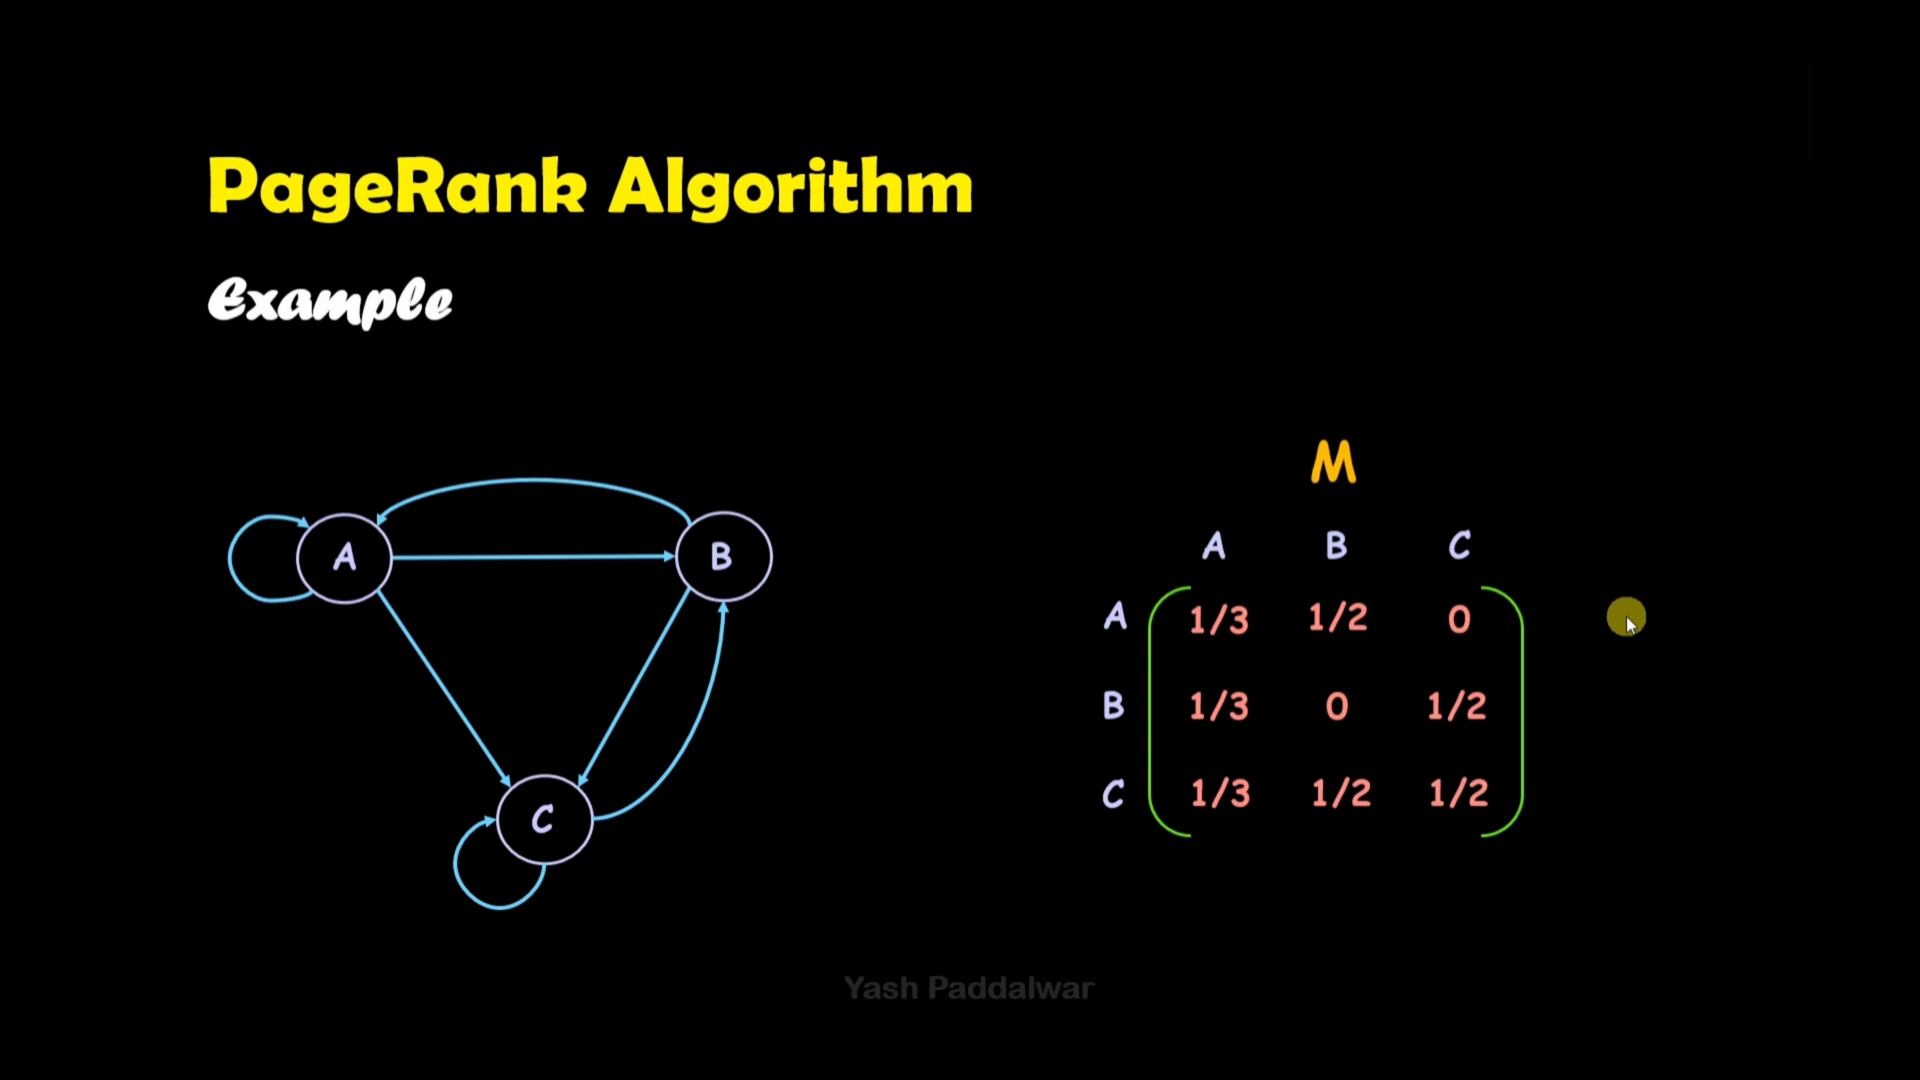 PageRank Algorithm
Example
A
B
C
M
A B C
A 1/3 1/2 0
B 1/3 0 1/2
C 1/3 1/2 1/2
Yash Paddalwar